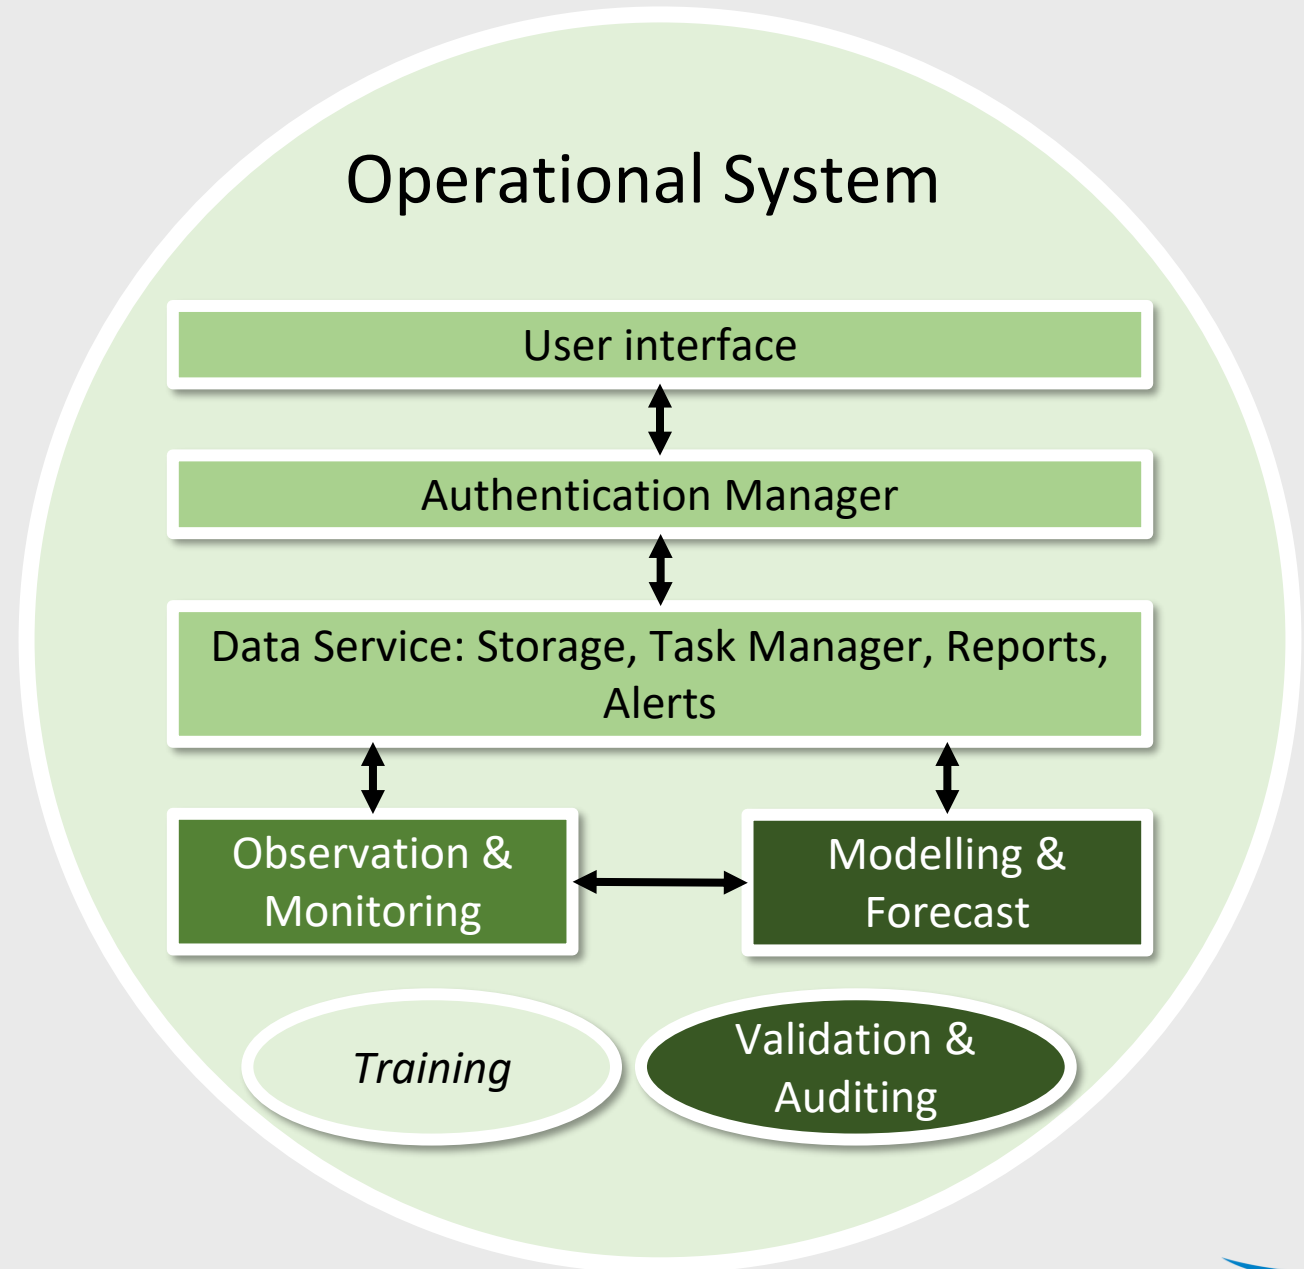 Operational System
User interface
Authentication Manager
Data Service: Storage, Task Manager, Reports,
Alerts
Observation &
Monitoring
Modelling &
Forecast
Training
Validation &
Auditing